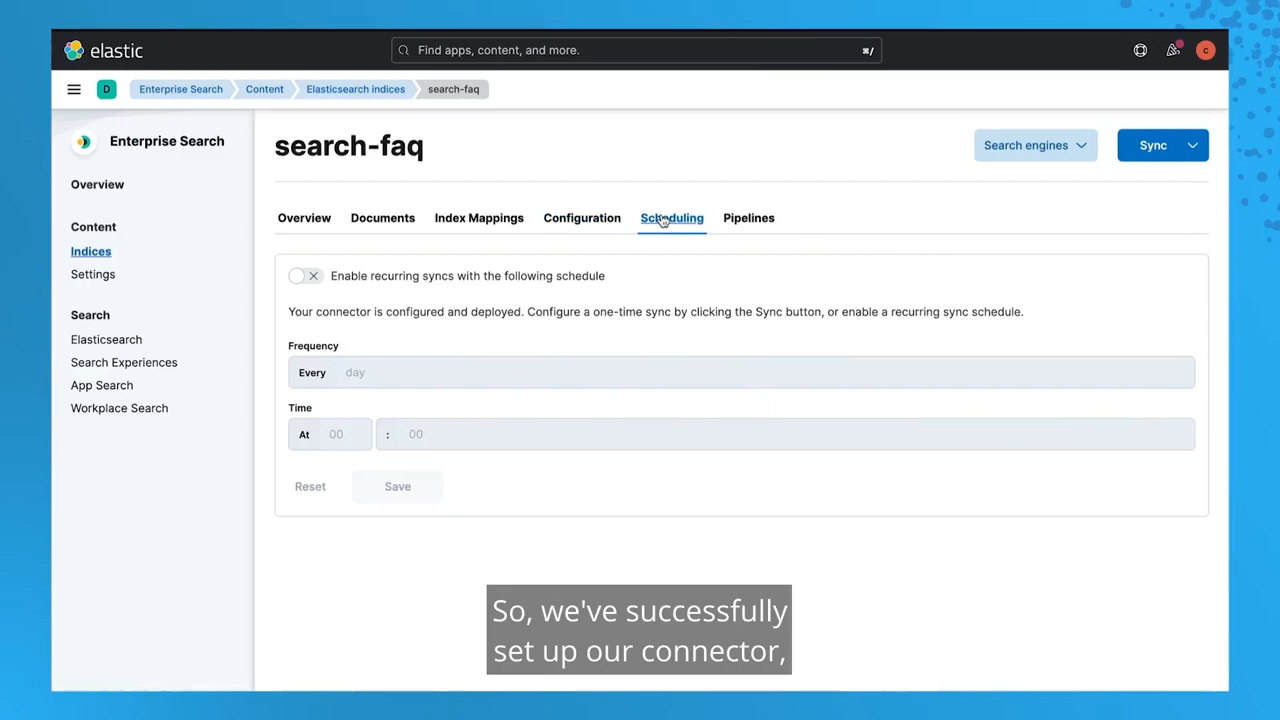 elastic
Find apps, content, and more.
⌘/
c
D
Enterprise Search
Content
Elasticsearch indices
search-faq
Enterprise Search
Overview
Content
Indices
Settings
Search
Elasticsearch
Search Experiences
App Search
Workplace Search
search-faq
Search engines
Sync
Overview Documents Index Mappings Configuration Scheduling Pipelines
Enable recurring syncs with the following schedule
Your connector is configured and deployed. Configure a one-time sync by clicking the Sync button, or enable a recurring sync schedule.
Frequency
Every day
Time
At 00 : 00
Reset Save
So, we've successfully
set up our connector,